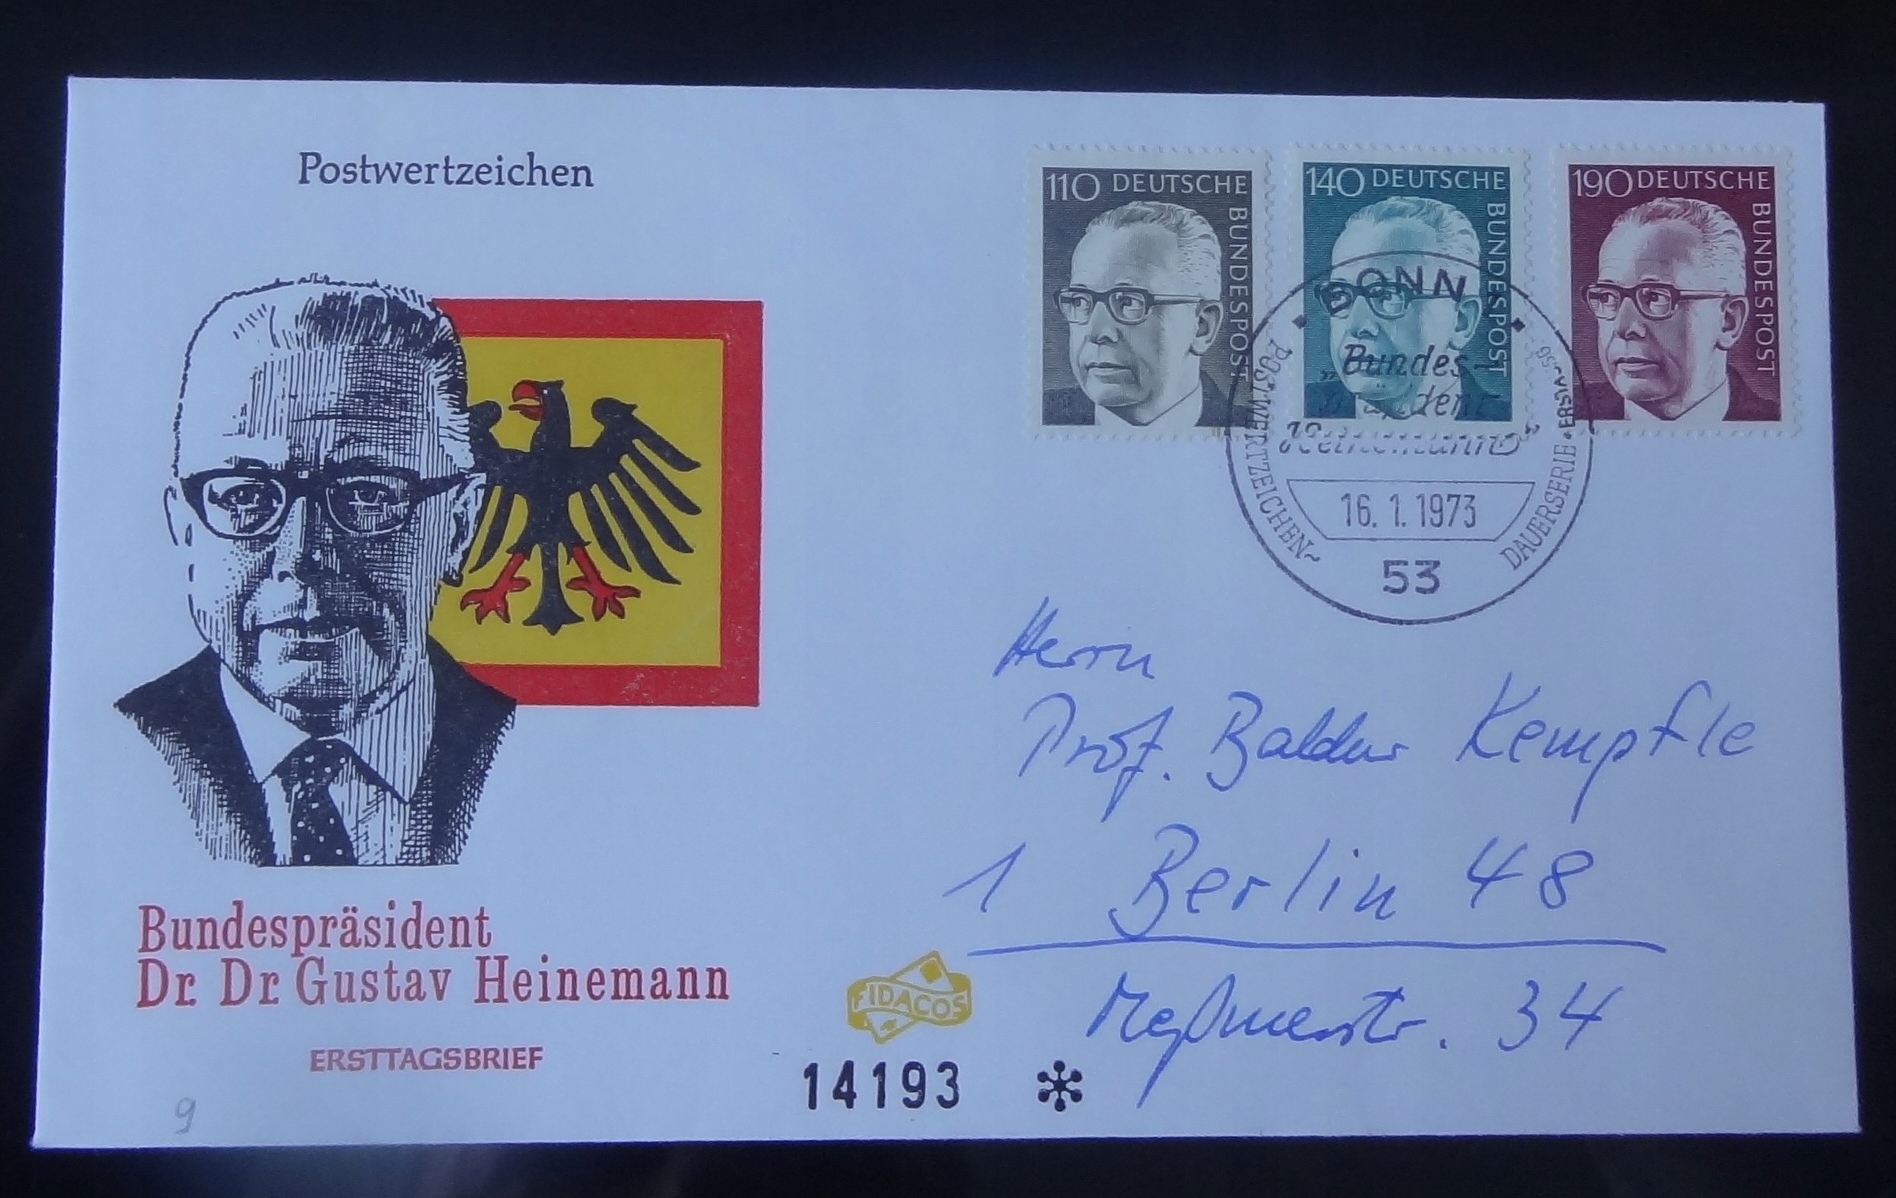 Postwertzeichen
110 DEUTSCHE BUNDESPOST
140 DEUTSCHE BUNDESPOST
190 DEUTSCHE BUNDESPOST
BONN
„Bundes-
16. 1. 1973
53
POSTWERTZEICHEN~
DAUERSERIE
Bundespräsident
Dr. Dr. Gustav Heinemann
ERSTTAGSBRIEF
Herrn
Prof. Baldur Kempfle
1 Berlin 48
34
FIDACOS
14193
9